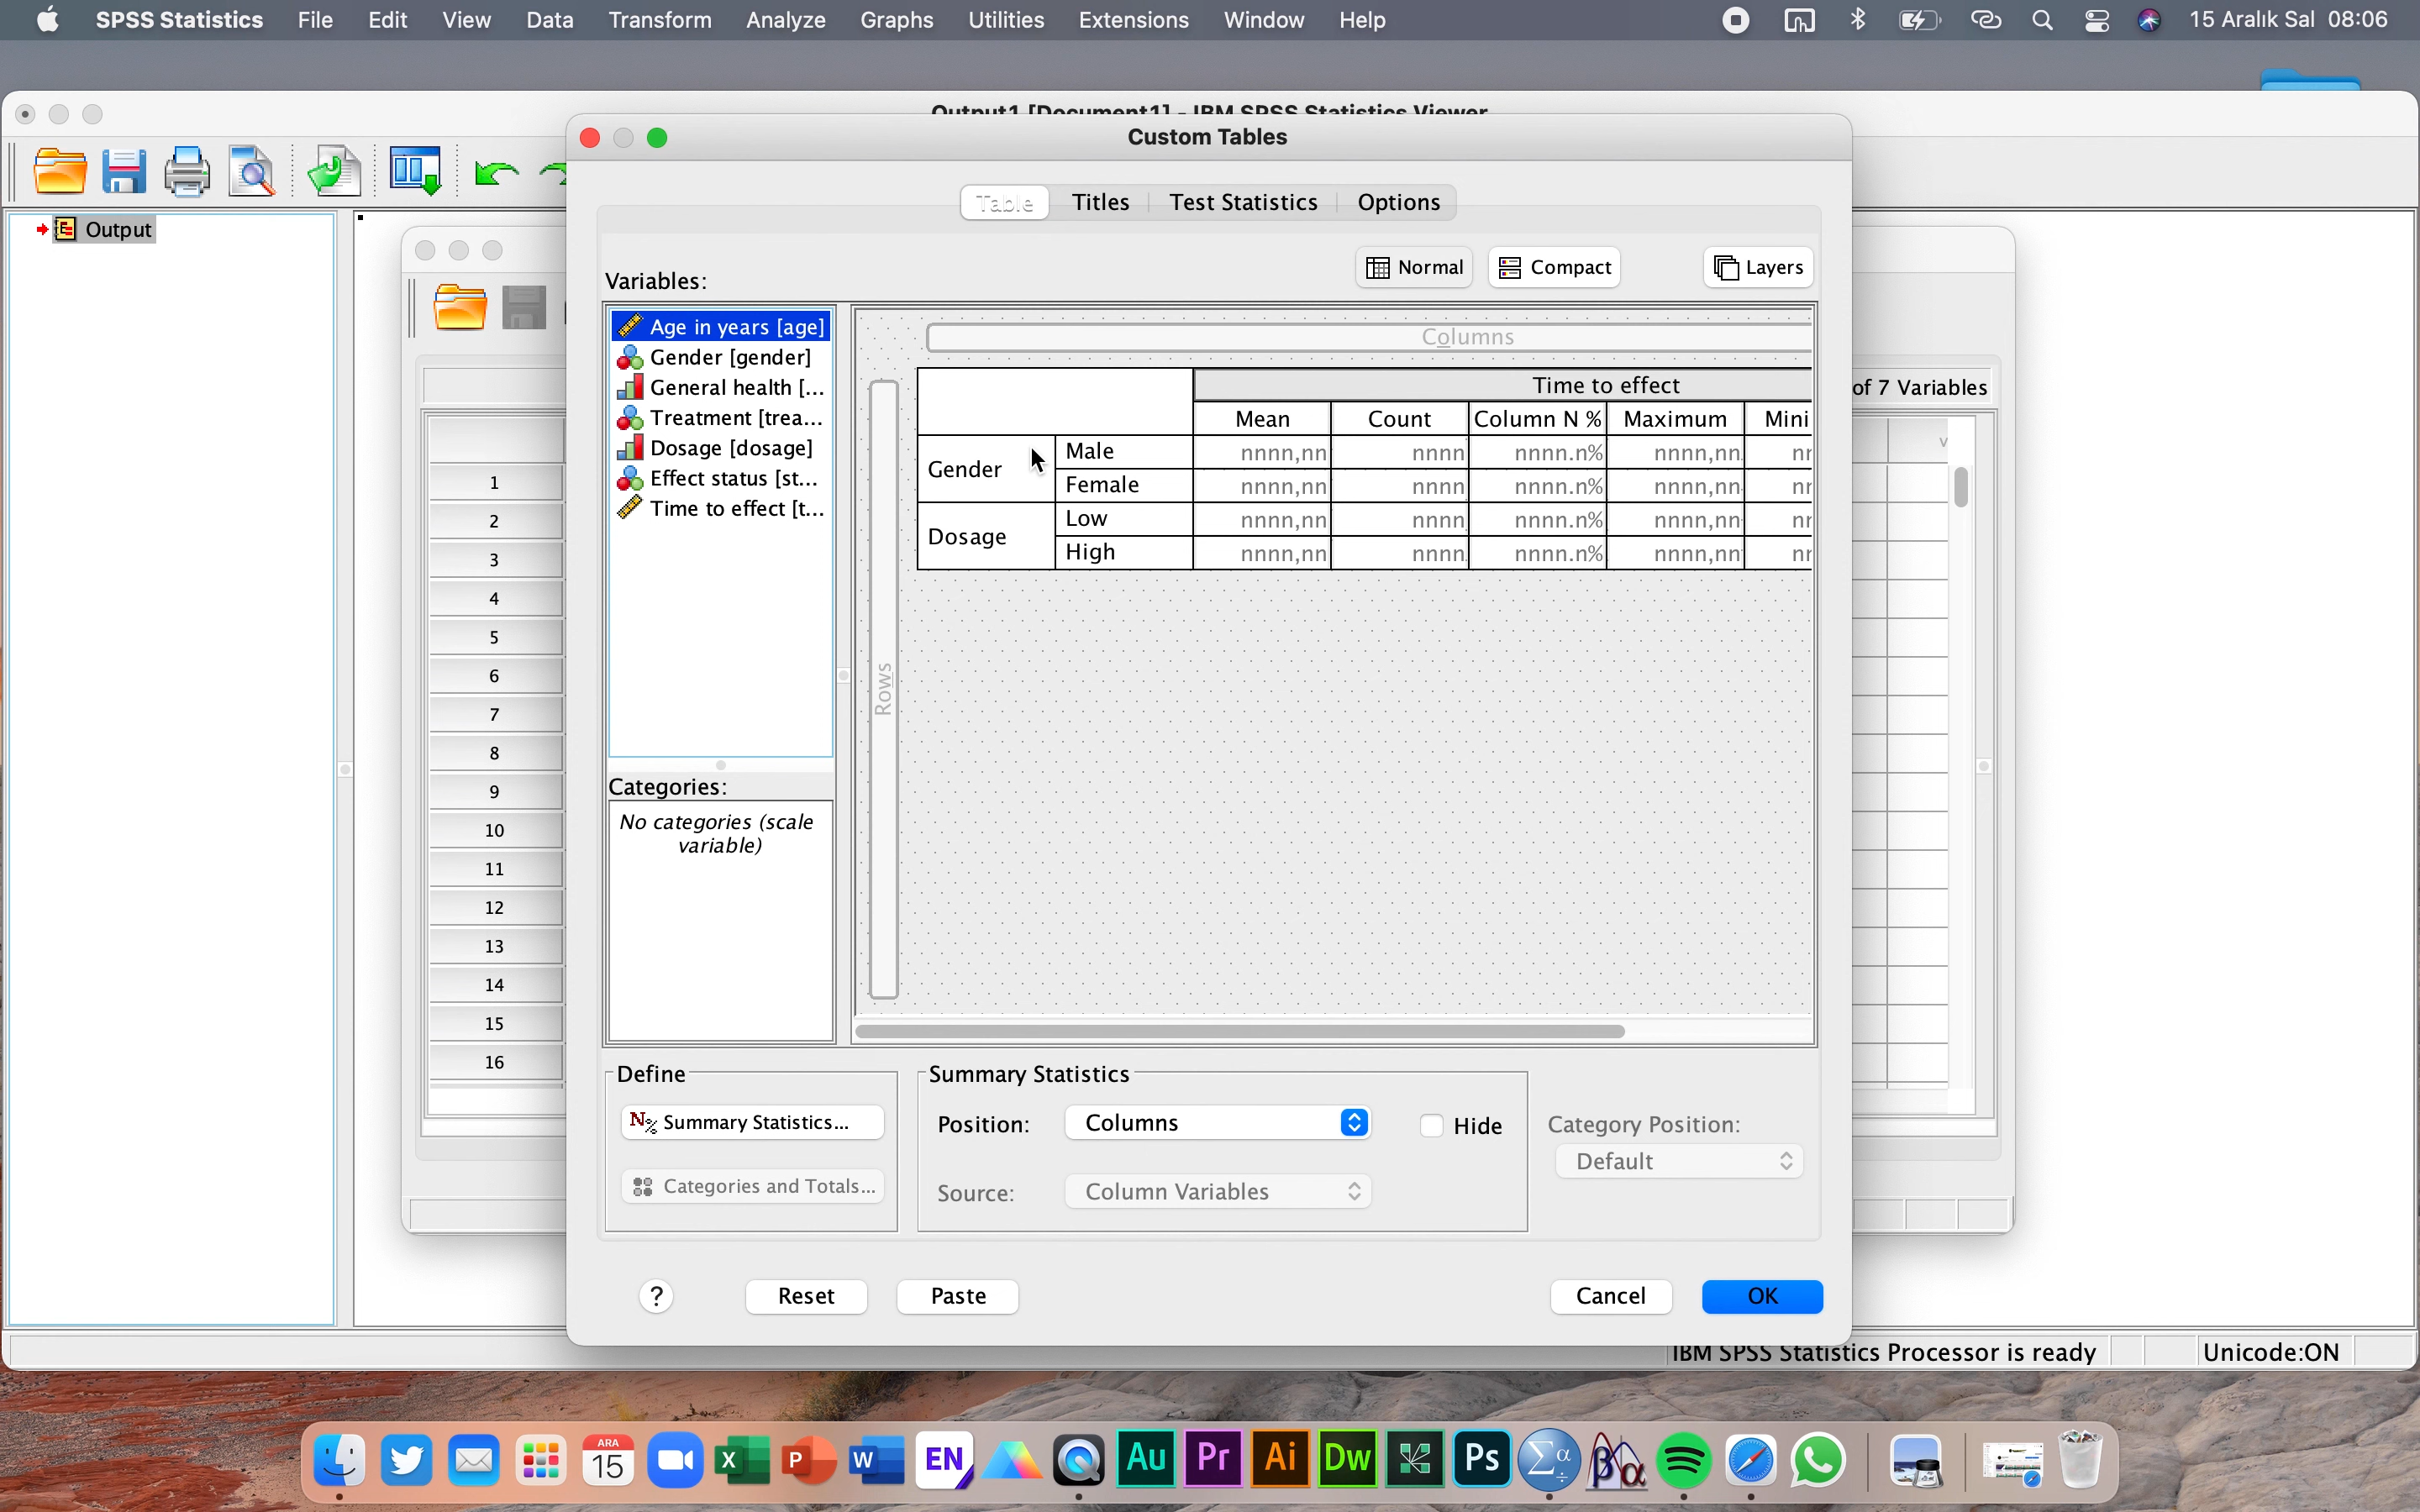 SPSS Statistics File Edit View Data Transform Analyze Graphs Utilities Extensions Window Help 15 Aralık Sal 08:06
Output1 [Document1] - IBM SPSS Statistics Viewer
Custom Tables
Table Titles Test Statistics Options
Output
Normal Compact Layers
Variables:
Age in years [age]
Gender [gender]
General health [...
Treatment [trea...
Dosage [dosage]
Effect status [st...
Time to effect [t...
Columns
Rows
Time to effect
Mean Count Column N % Maximum Mini
Gender
Male nnnn,nn nnnn nnnn.n% nnnn,nn nn
Female nnnn,nn nnnn nnnn.n% nnnn,nn nn
Dosage
Low nnnn,nn nnnn nnnn.n% nnnn,nn nn
High nnnn,nn nnnn nnnn.n% nnnn,nn nn
of 7 Variables
v
1
2
3
4
5
6
7
8
9
10
11
12
13
14
15
16
Categories:
No categories (scale
variable)
Define
Summary Statistics...
Categories and Totals...
Summary Statistics
Position: Columns Hide
Source: Column Variables
Category Position:
Default
? Reset Paste Cancel OK
IBM SPSS Statistics Processor is ready Unicode:ON
ARA
15
X P W EN Au Pr Ai Dw Ps Σα÷ βα